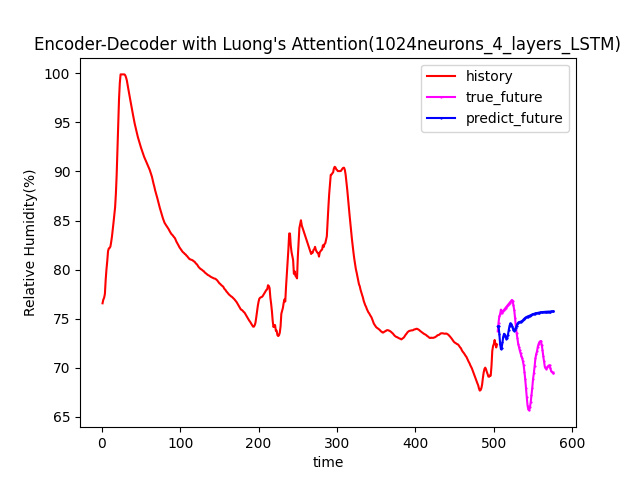 Encoder-Decoder with Luong's Attention(1024neurons_4_layers_LSTM)
history
true_future
predict_future
Relative Humidity(%)
100
95
90
85
80
75
70
65
0
100
200
300
400
500
600
time